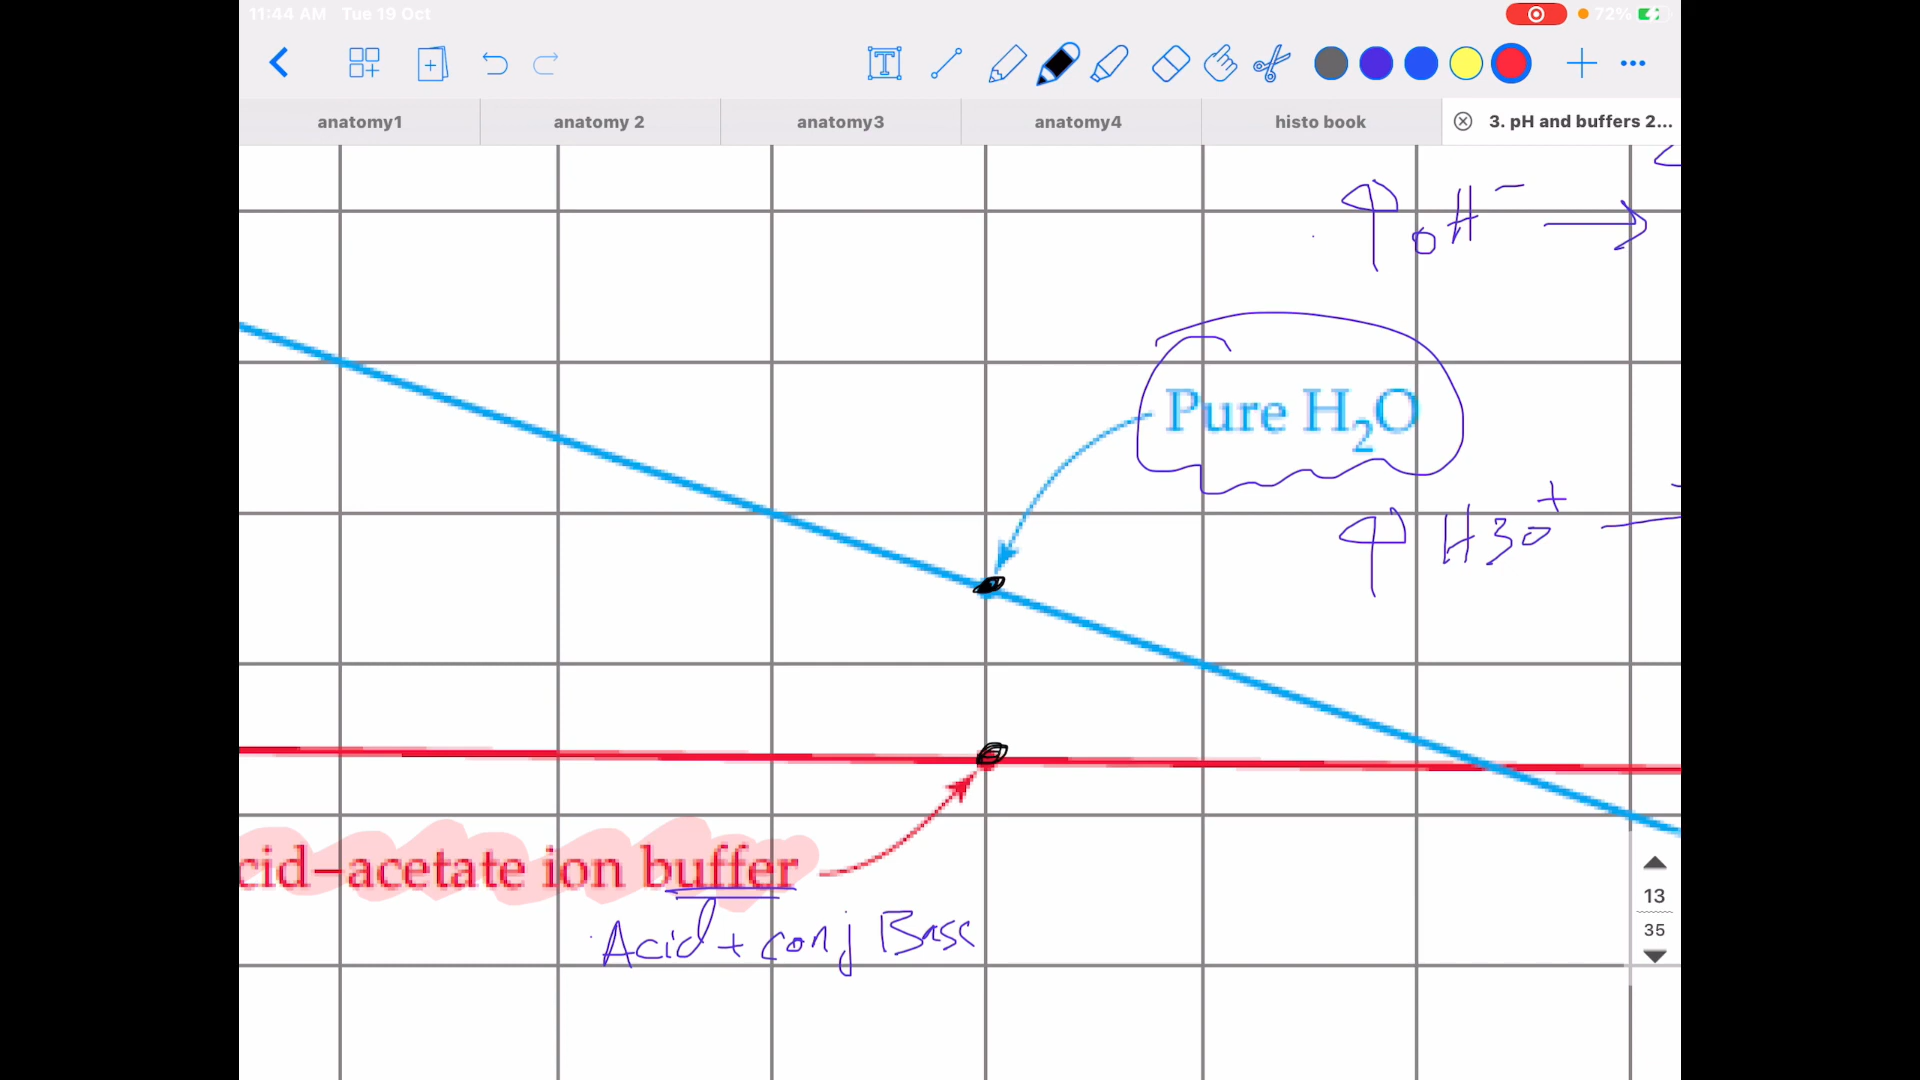 11:44 AM Tue 19 Oct
72%
T
anatomy1
anatomy 2
anatomy3
anatomy4
histo book
3. pH and buffers 2...
↑ OH⁻ →
Pure H₂O
↑ H3O⁺
cid–acetate ion buffer
Acid + conj Base
13
35